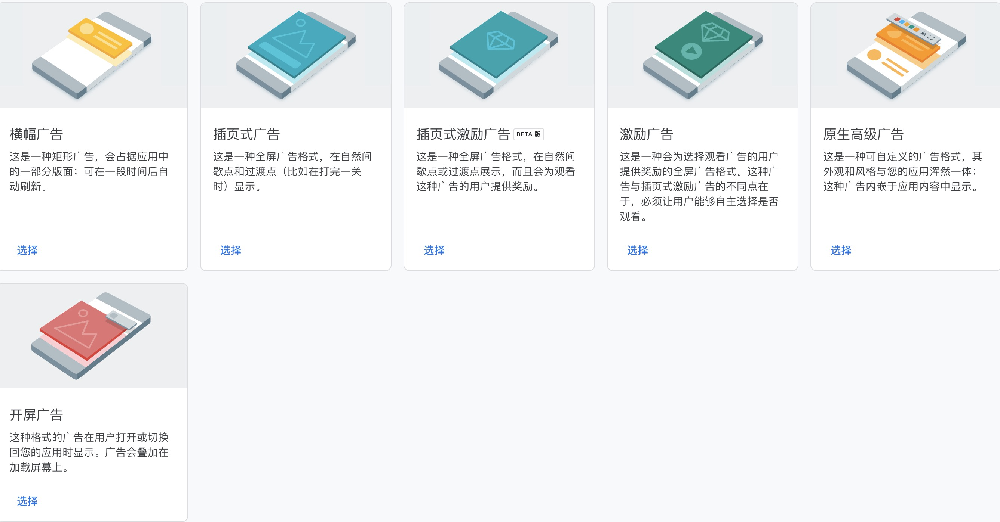 横幅广告
这是一种矩形广告，会占据应用中
的一部分版面；可在一段时间后自
动刷新。
选择
插页式广告
这是一种全屏广告格式，在自然间
歇点和过渡点（比如在打完一关
时）显示。
选择
插页式激励广告 BETA 版
这是一种全屏广告格式，在自然间
歇点或过渡点展示，而且会为观看
这种广告的用户提供奖励。
选择
激励广告
这是一种会为选择观看广告的用户
提供奖励的全屏广告格式。这种广
告与插页式激励广告的不同点在
于，必须让用户能够自主选择是否
观看。
选择
Aa
原生高级广告
这是一种可自定义的广告格式，其
外观和风格与您的应用浑然一体；
这种广告内嵌于应用内容中显示。
选择
开屏广告
这种格式的广告在用户打开或切换
回您的应用时显示。广告会叠加在
加载屏幕上。
选择